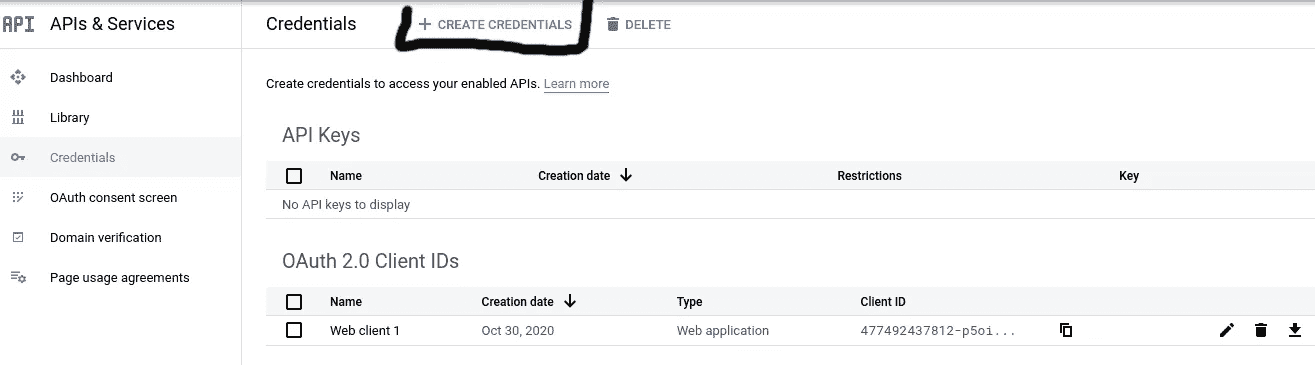 API APIs & Services
Credentials
+ CREATE CREDENTIALS
DELETE
Dashboard
Library
Credentials
OAuth consent screen
Domain verification
Page usage agreements
Create credentials to access your enabled APIs. Learn more
API Keys
Name Creation date Restrictions Key
No API keys to display
OAuth 2.0 Client IDs
Name Creation date Type Client ID
Web client 1 Oct 30, 2020 Web application 477492437812-p5oi...